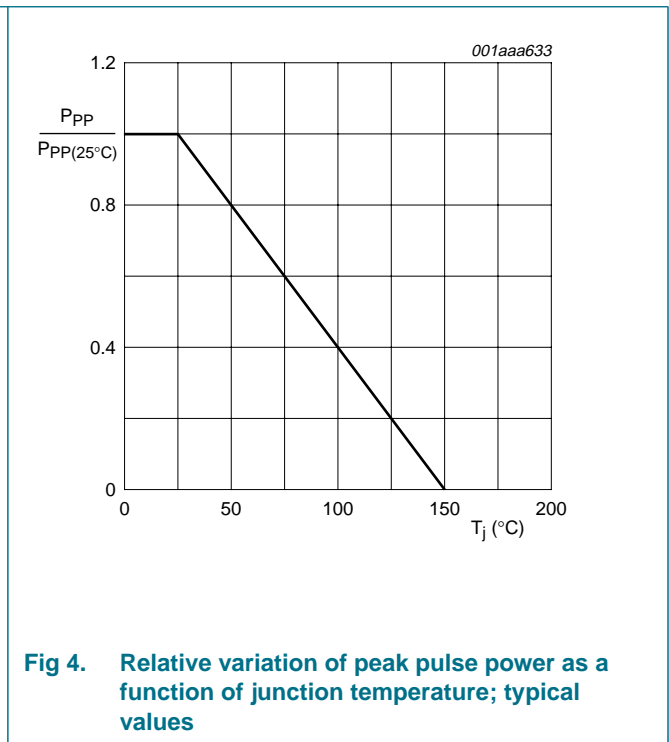 001aaa633
1.2
P_PP
P_PP(25°C)
0.8
0.4
0
0 50 100 150 200
T_j (°C)
Fig 4. Relative variation of peak pulse power as a
function of junction temperature; typical
values